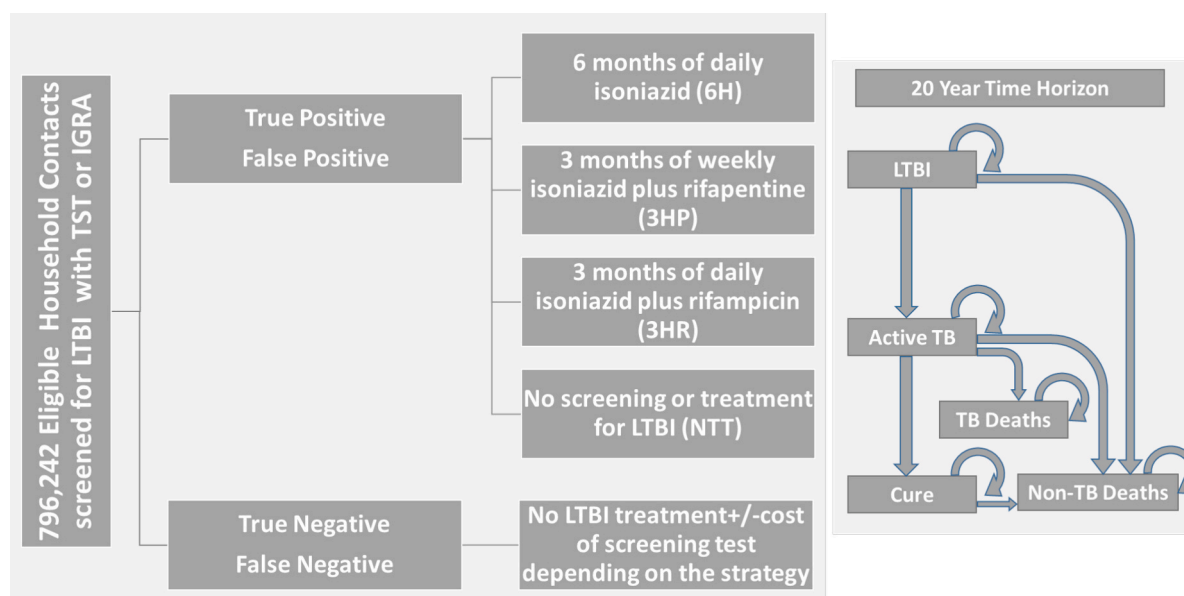 796,242 Eligible Household Contacts
screened for LTBI with TST or IGRA
True Positive
False Positive
6 months of daily
isoniazid (6H)
3 months of weekly
isoniazid plus rifapentine
(3HP)
3 months of daily
isoniazid plus rifampicin
(3HR)
No screening or treatment
for LTBI (NTT)
True Negative
False Negative
No LTBI treatment+/-cost
of screening test
depending on the strategy
20 Year Time Horizon
LTBI
Active TB
TB Deaths
Cure
Non-TB Deaths